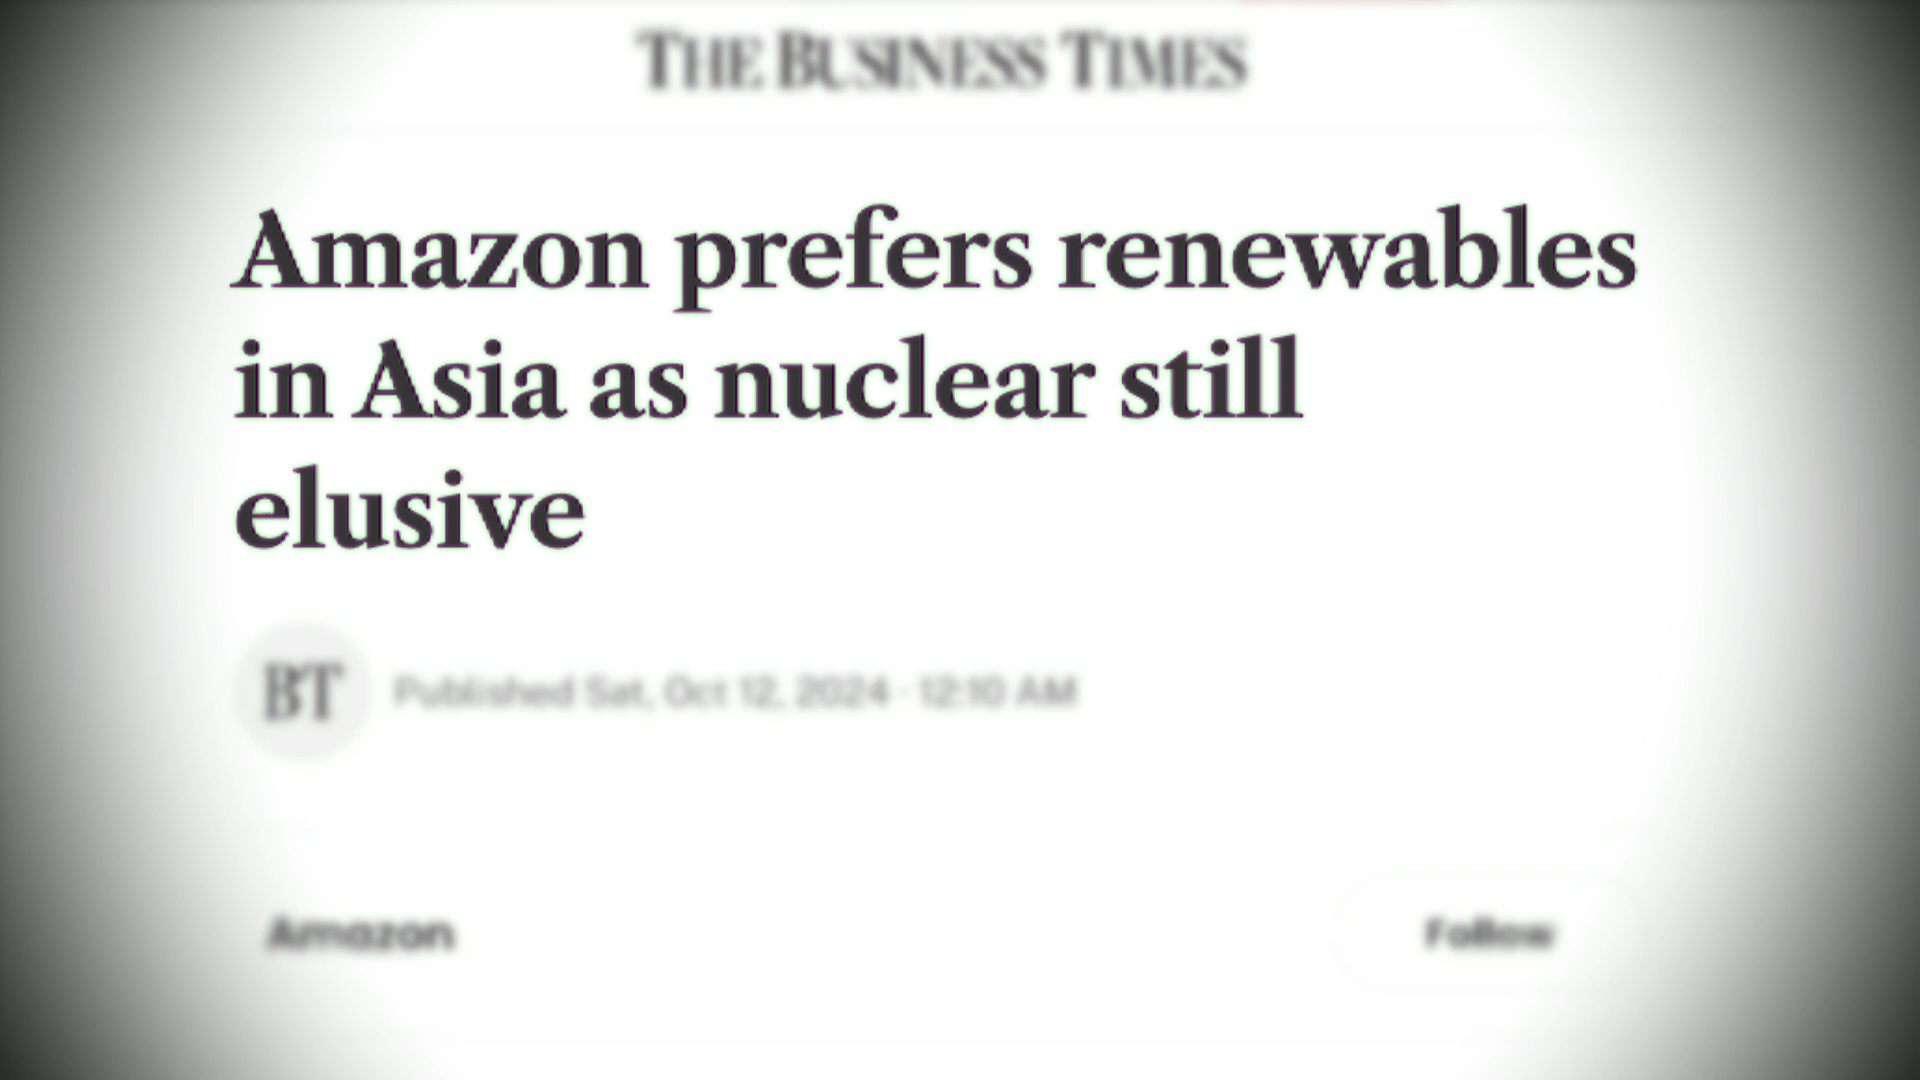 THE BUSINESS TIMES
Amazon prefers renewables
in Asia as nuclear still
elusive
BT
Published Sat, Oct 12, 2024 · 12:10 AM
Amazon
Follow